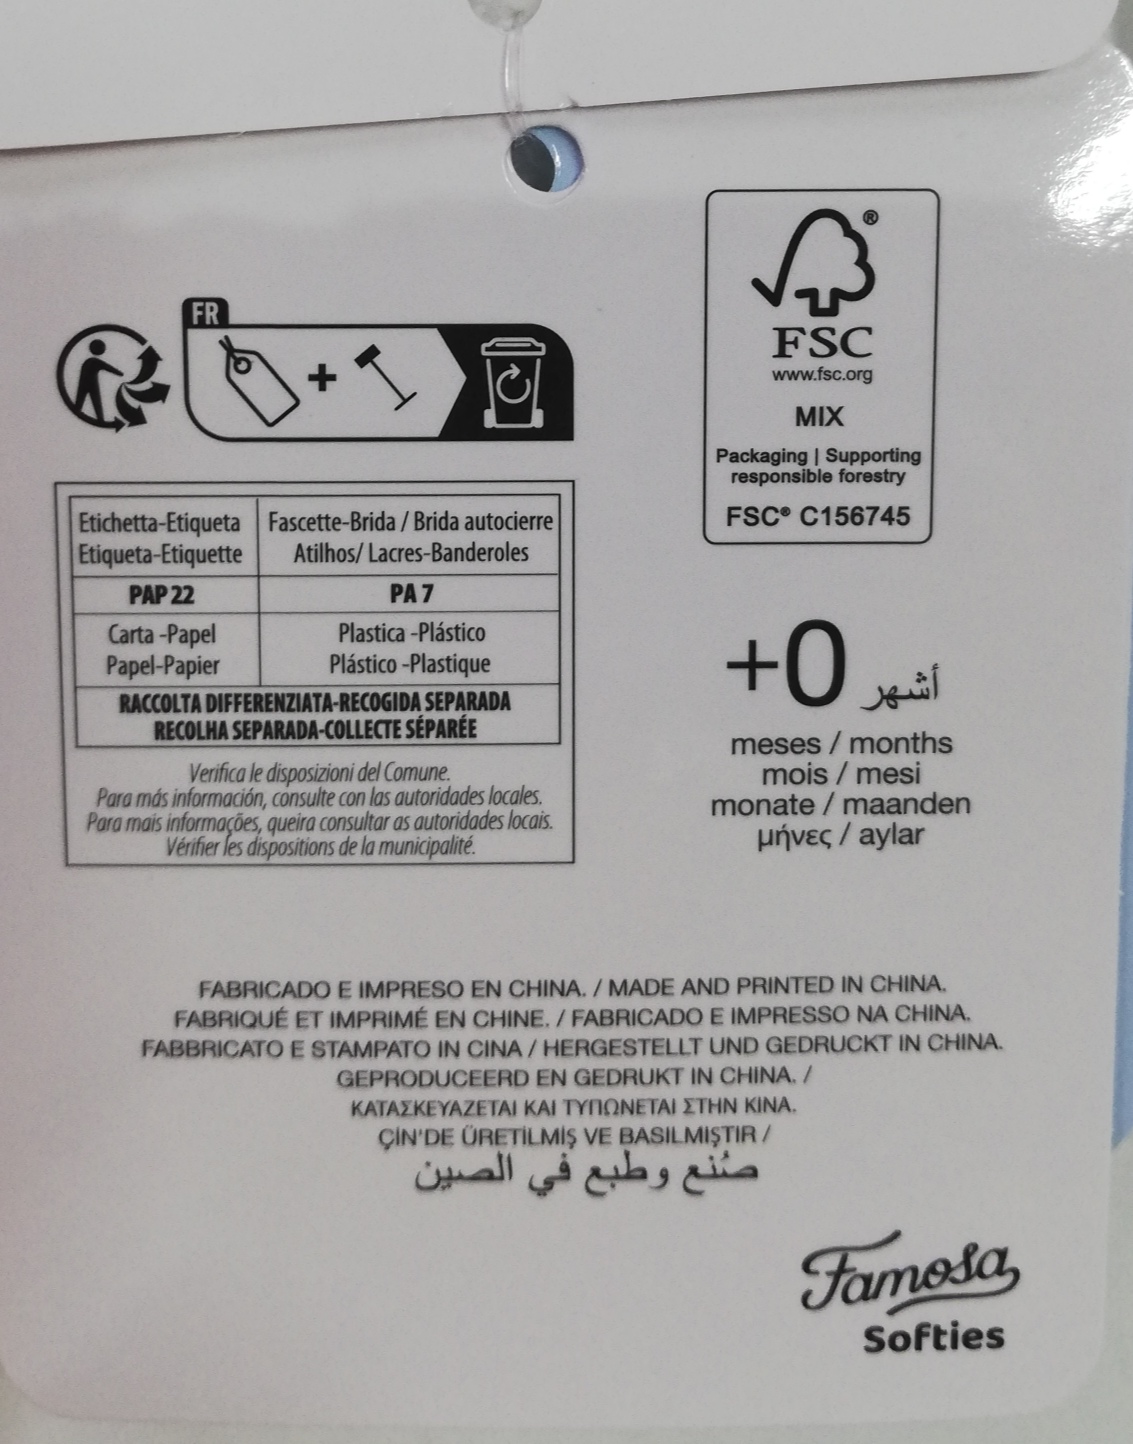 FR
+
Etichetta-Etiqueta
Etiqueta-Etiquette
Fascette-Brida / Brida autocierre
Atilhos/ Lacres-Banderoles
PAP 22
PA 7
Carta -Papel
Papel-Papier
Plastica -Plástico
Plástico -Plastique
RACCOLTA DIFFERENZIATA-RECOGIDA SEPARADA
RECOLHA SEPARADA-COLLECTE SÉPARÉE
Verifica le disposizioni del Comune.
Para más información, consulte con las autoridades locales.
Para mais informações, queira consultar as autoridades locais.
Vérifier les dispositions de la municipalité.
®
FSC
www.fsc.org
MIX
Packaging | Supporting
responsible forestry
FSC® C156745
+0 أشهر
meses / months
mois / mesi
monate / maanden
μήνες / aylar
FABRICADO E IMPRESO EN CHINA. / MADE AND PRINTED IN CHINA.
FABRIQUÉ ET IMPRIMÉ EN CHINE. / FABRICADO E IMPRESSO NA CHINA.
FABBRICATO E STAMPATO IN CINA / HERGESTELLT UND GEDRUCKT IN CHINA.
GEPRODUCEERD EN GEDRUKT IN CHINA. /
ΚΑΤΑΣΚΕΥΑΖΕΤΑΙ ΚΑΙ ΤΥΠΩΝΕΤΑΙ ΣΤΗΝ ΚΙΝΑ.
ÇİN'DE ÜRETİLMİŞ VE BASILMIŞTIR /
صُنع وطبع في الصين
Famosa
Softies